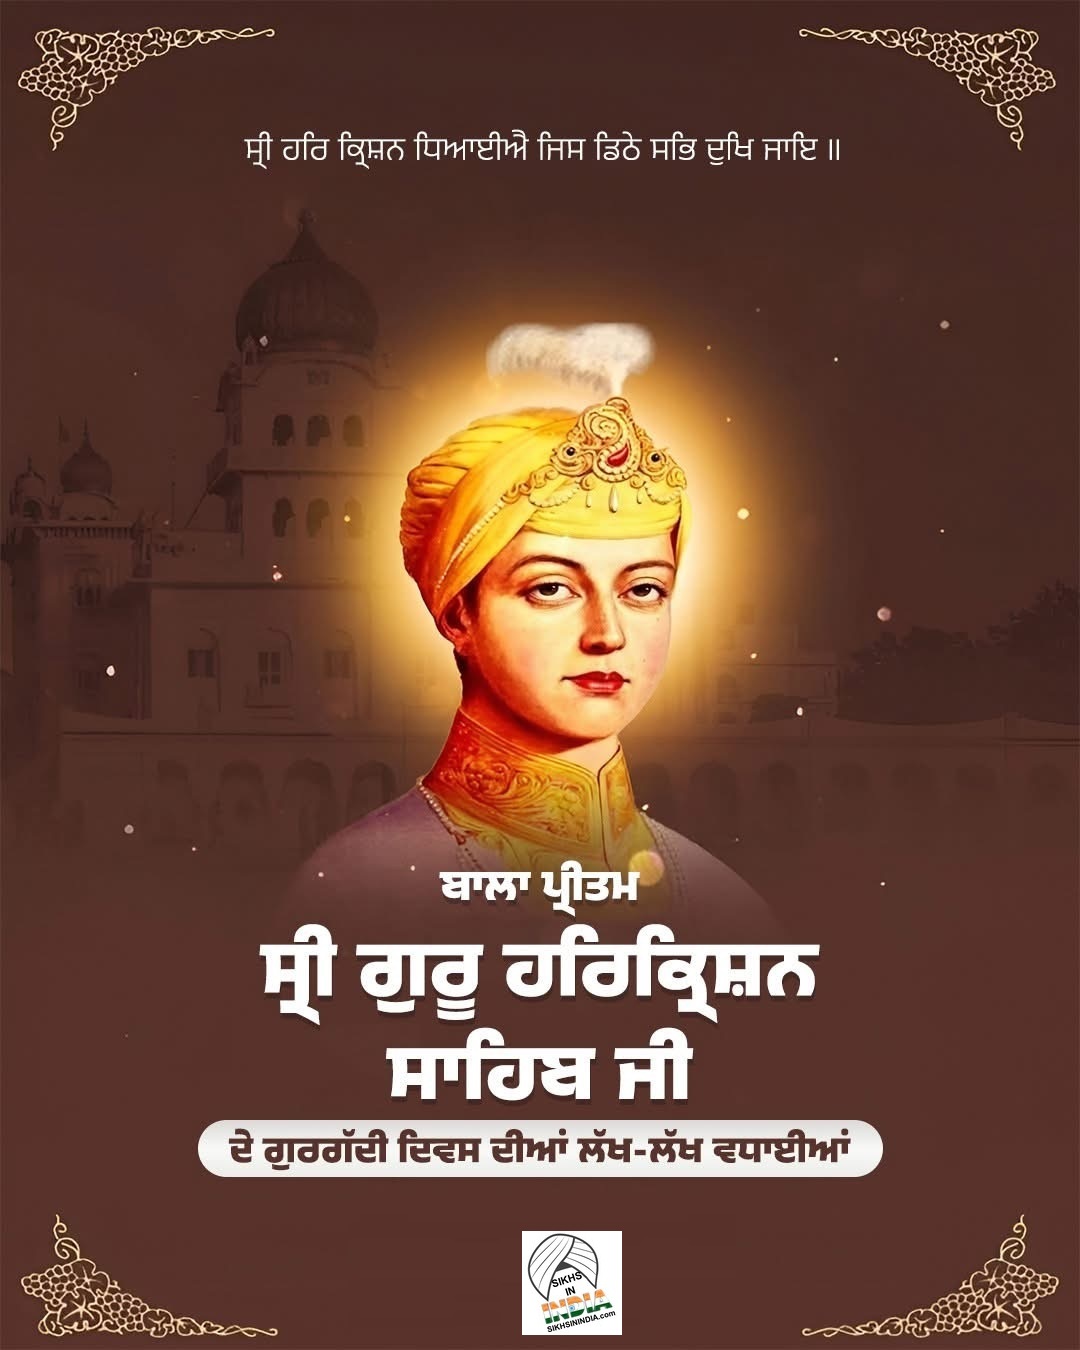 ਸ੍ਰੀ ਹਰਿ ਕ੍ਰਿਸ਼ਨ ਧਿਆਈਐ ਜਿਸ ਡਿਠੇ ਸਭਿ ਦੁਖਿ ਜਾਇ ॥
ਬਾਲਾ ਪ੍ਰੀਤਮ
ਸ੍ਰੀ ਗੁਰੂ ਹਰਿਕ੍ਰਿਸ਼ਨ
ਸਾਹਿਬ ਜੀ
ਦੇ ਗੁਰਗੱਦੀ ਦਿਵਸ ਦੀਆਂ ਲੱਖ-ਲੱਖ ਵਧਾਈਆਂ
SIKHS
IN
INDIA
SIKHSININDIA.com